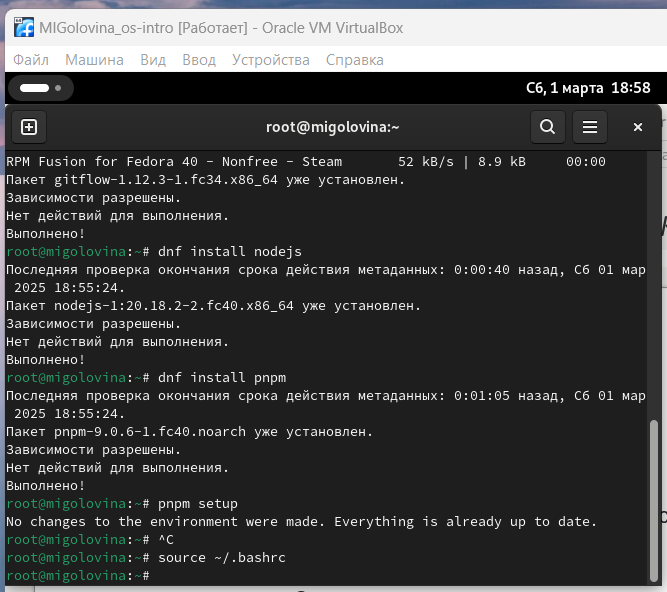 MIGolovina_os-intro [Работает] - Oracle VM VirtualBox
Файл Машина Вид Ввод Устройства Справка
Сб, 1 марта 18:58
root@migolovina:~
RPM Fusion for Fedora 40 - Nonfree - Steam 52 kB/s | 8.9 kB 00:00
Пакет gitflow-1.12.3-1.fc34.x86_64 уже установлен.
Зависимости разрешены.
Нет действий для выполнения.
Выполнено!
root@migolovina:~# dnf install nodejs
Последняя проверка окончания срока действия метаданных: 0:00:40 назад, Сб 01 мар
2025 18:55:24.
Пакет nodejs-1:20.18.2-2.fc40.x86_64 уже установлен.
Зависимости разрешены.
Нет действий для выполнения.
Выполнено!
root@migolovina:~# dnf install pnpm
Последняя проверка окончания срока действия метаданных: 0:01:05 назад, Сб 01 мар
2025 18:55:24.
Пакет pnpm-9.0.6-1.fc40.noarch уже установлен.
Зависимости разрешены.
Нет действий для выполнения.
Выполнено!
root@migolovina:~# pnpm setup
No changes to the environment were made. Everything is already up to date.
root@migolovina:~# ^C
root@migolovina:~# source ~/.bashrc
root@migolovina:~#